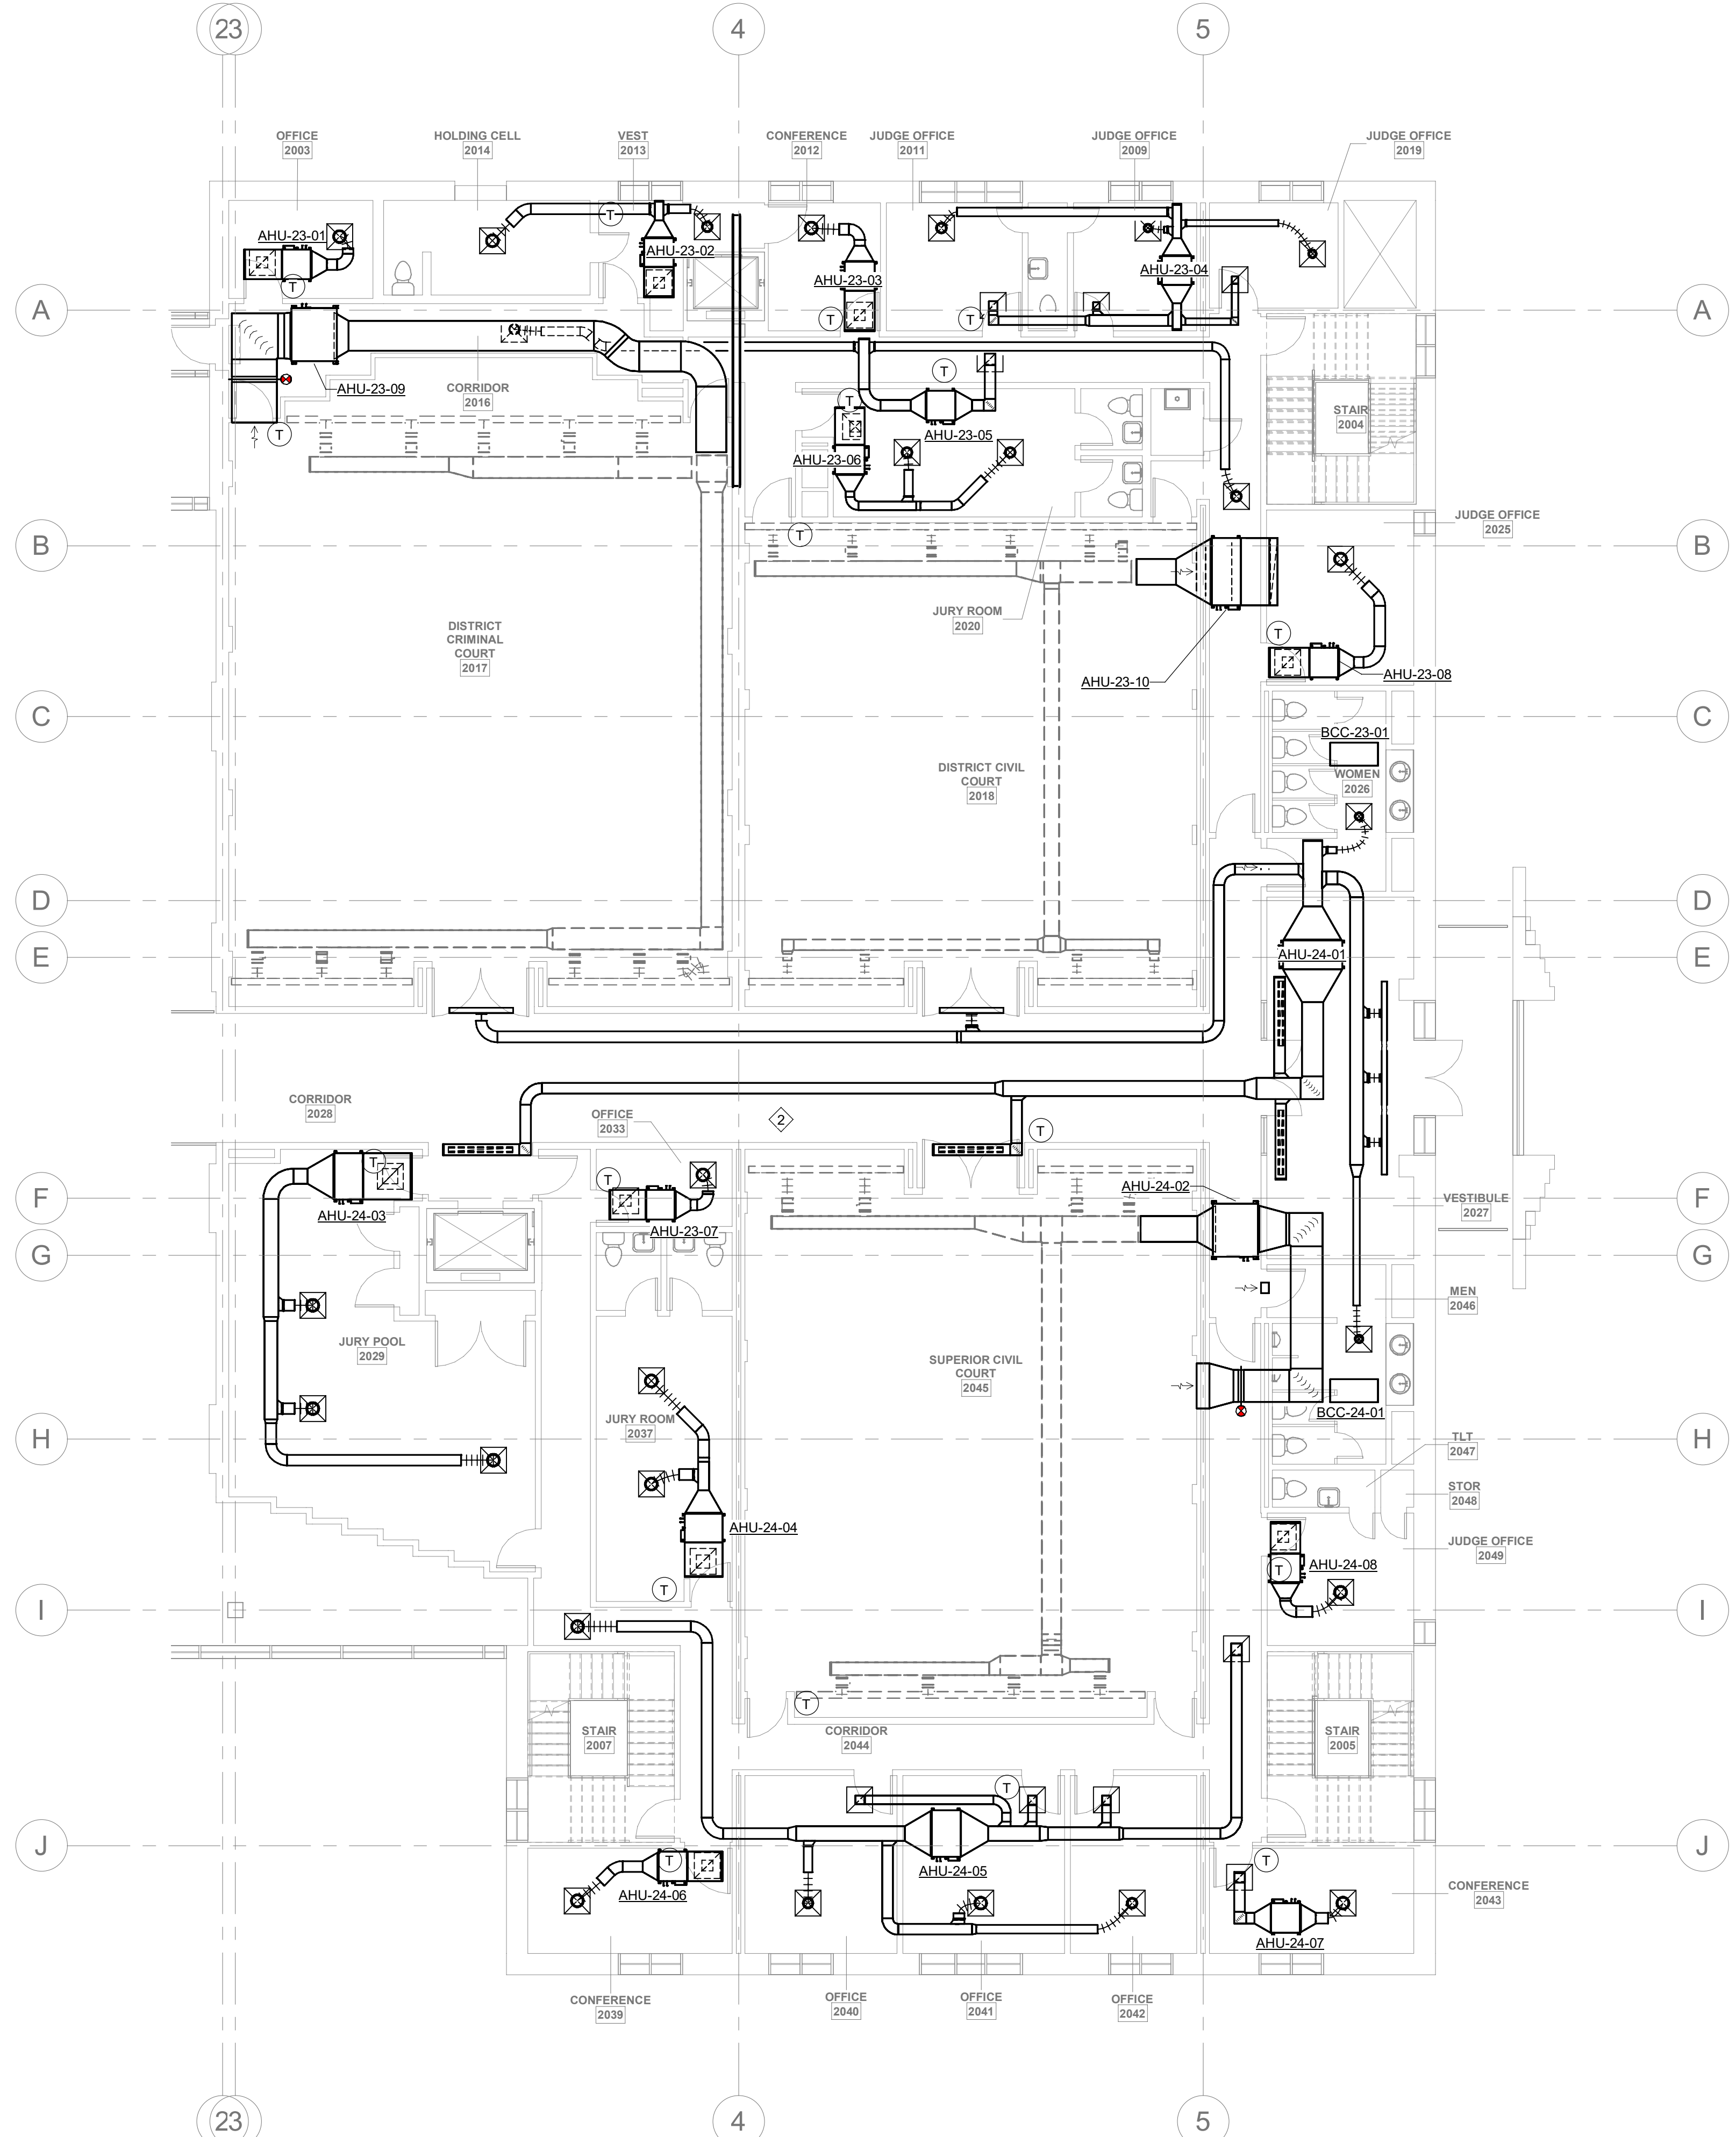 23
4
5
OFFICE
2003
HOLDING CELL
2014
VEST
2013
CONFERENCE
2012
JUDGE OFFICE
2011
JUDGE OFFICE
2009
JUDGE OFFICE
2019
AHU-23-01
T
T
AHU-23-02
AHU-23-03
T
T
AHU-23-04
A
A
AHU-23-09
CORRIDOR
2016
T
T
T
AHU-23-05
AHU-23-06
STAIR
2004
JUDGE OFFICE
2025
B
B
T
JURY ROOM
2020
DISTRICT
CRIMINAL
COURT
2017
T
AHU-23-10
AHU-23-08
C
C
BCC-23-01
WOMEN
2026
DISTRICT CIVIL
COURT
2018
D
D
E
E
AHU-24-01
CORRIDOR
2028
OFFICE
2033
2
T
T
T
AHU-24-03
AHU-23-07
AHU-24-02
F
F
VESTIBULE
2027
G
G
MEN
2046
JURY POOL
2029
SUPERIOR CIVIL
COURT
2045
BCC-24-01
JURY ROOM
2037
H
H
TLT
2047
STOR
2048
AHU-24-04
JUDGE OFFICE
2049
AHU-24-08
T
T
I
I
T
STAIR
2007
CORRIDOR
2044
STAIR
2005
T
J
J
T
AHU-24-06
AHU-24-05
T
CONFERENCE
2043
AHU-24-07
CONFERENCE
2039
OFFICE
2040
OFFICE
2041
OFFICE
2042
23
4
5